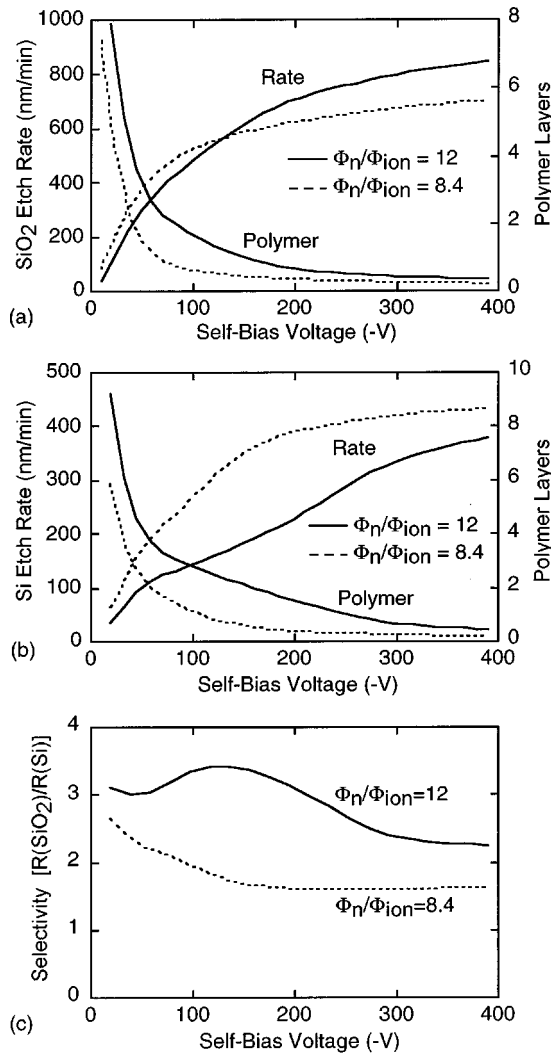 1000
800
600
400
200
0
SiO2 Etch Rate (nm/min)
8
6
4
2
0
Polymer Layers
Rate
Φn/Φion = 12
Φn/Φion = 8.4
Polymer
0 100 200 300 400
Self-Bias Voltage (-V)
(a)
500
400
300
200
100
0
Si Etch Rate (nm/min)
10
8
6
4
2
0
Polymer Layers
Rate
Φn/Φion = 12
Φn/Φion = 8.4
Polymer
0 100 200 300 400
Self-Bias Voltage (-V)
(b)
4
3
2
1
0
Selectivity [R(SiO2)/R(Si)]
Φn/Φion=12
Φn/Φion=8.4
0 100 200 300 400
Self-Bias Voltage (-V)
(c)